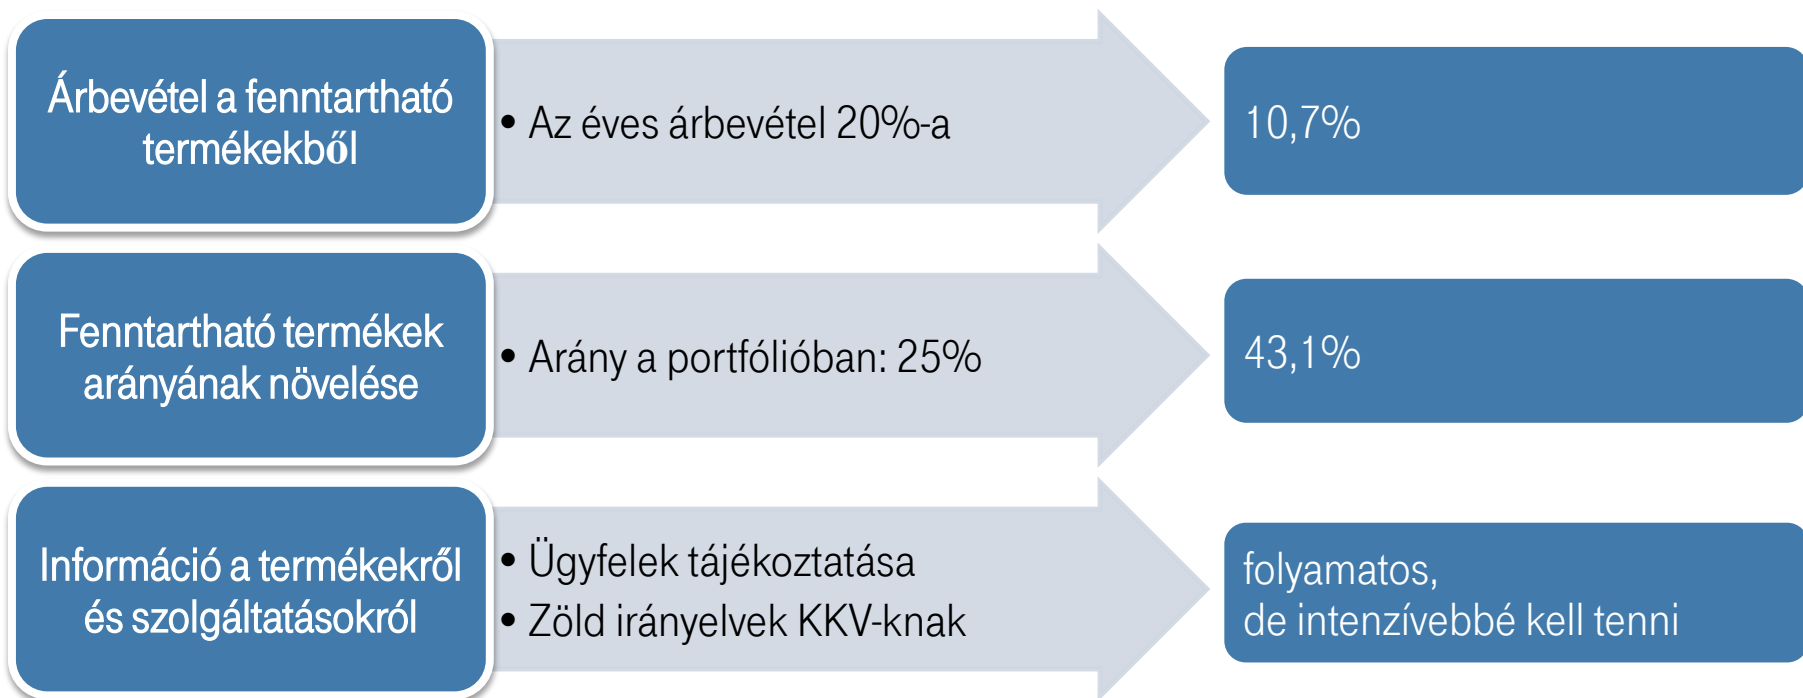 Árbevétel a fenntartható
termékekből
• Az éves árbevétel 20%-a
10,7%
Fenntartható termékek
arányának növelése
• Arány a portfólióban: 25%
43,1%
Információ a termékekről
és szolgáltatásokról
• Ügyfelek tájékoztatása
• Zöld irányelvek KKV-knak
folyamatos,
de intenzívebbé kell tenni